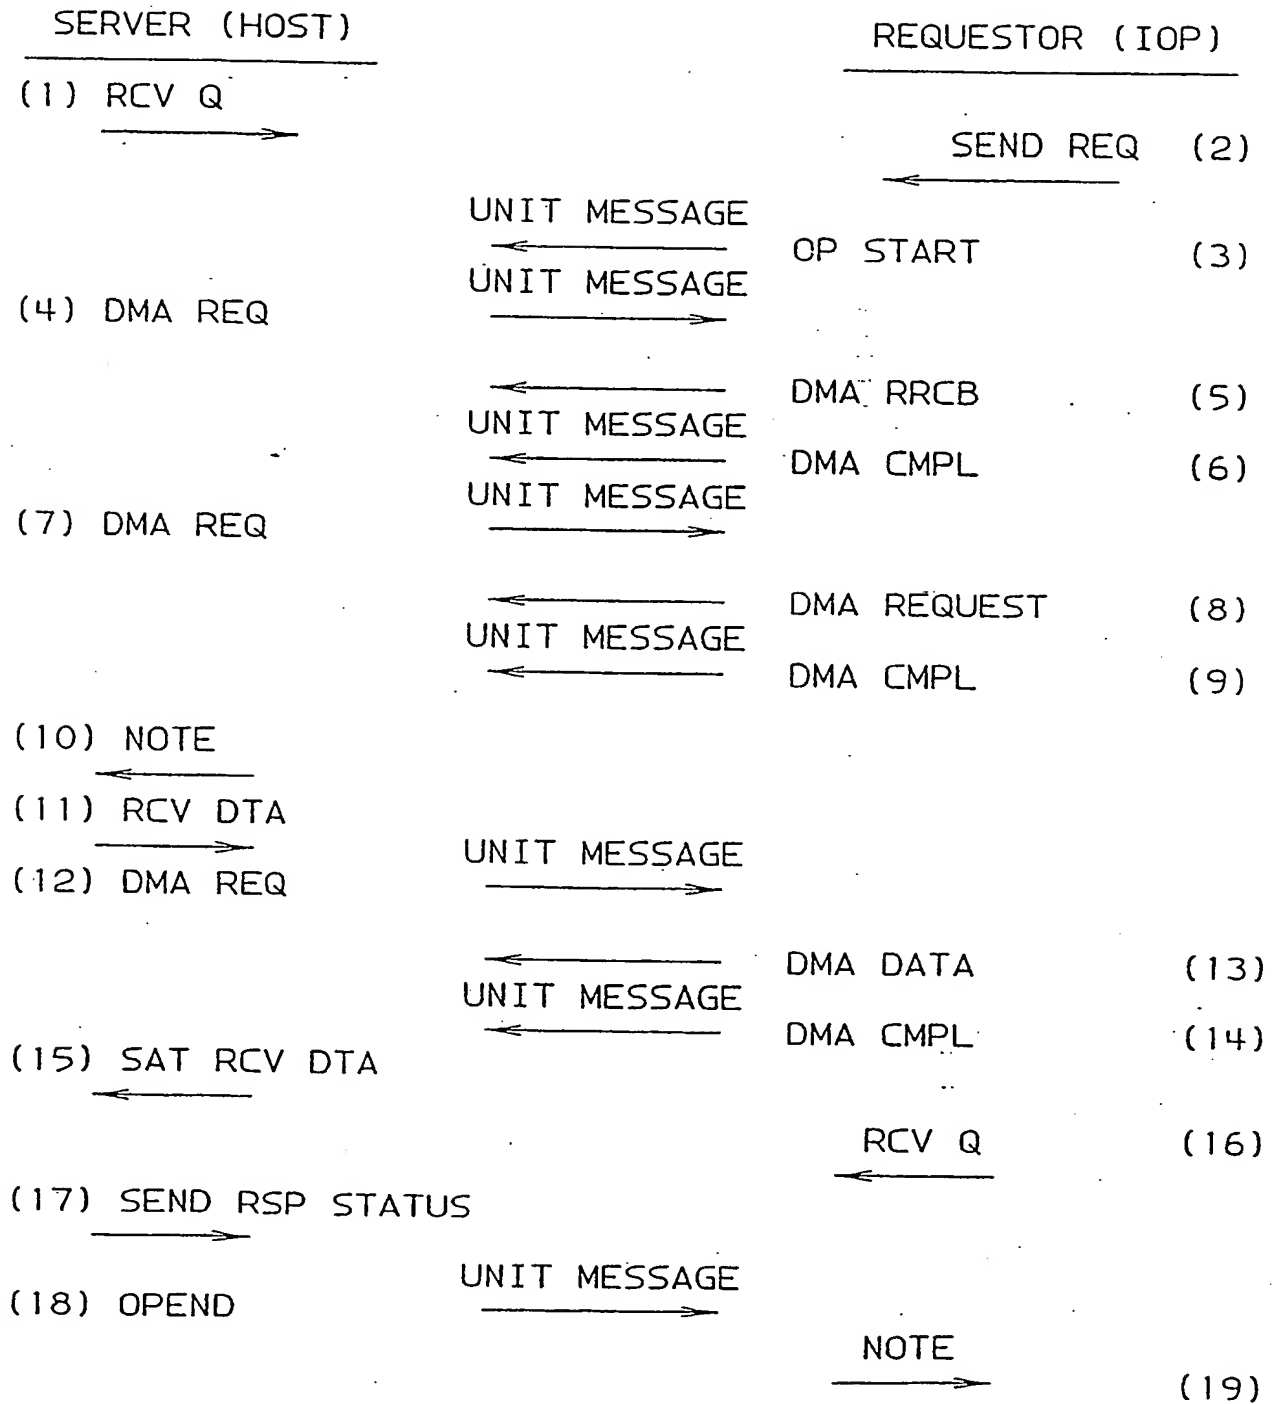 SERVER (HOST)
REQUESTOR (IOP)
(1) RCV Q
SEND REQ (2)
UNIT MESSAGE
OP START (3)
UNIT MESSAGE
(4) DMA REQ
DMA RRCB (5)
UNIT MESSAGE
DMA CMPL (6)
UNIT MESSAGE
(7) DMA REQ
DMA REQUEST (8)
UNIT MESSAGE
DMA CMPL (9)
(10) NOTE
(11) RCV DTA
UNIT MESSAGE
(12) DMA REQ
DMA DATA (13)
UNIT MESSAGE
DMA CMPL (14)
(15) SAT RCV DTA
RCV Q (16)
(17) SEND RSP STATUS
UNIT MESSAGE
(18) OPEND
NOTE
(19)